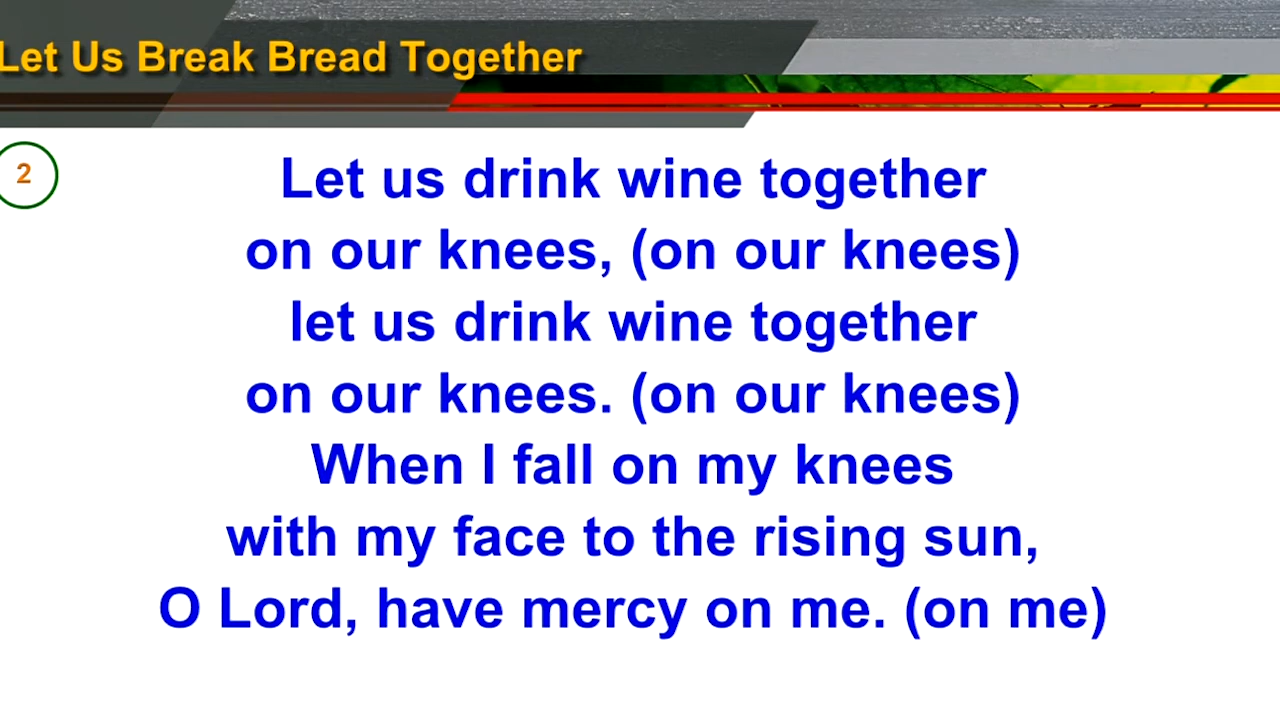 Let Us Break Bread Together
2
Let us drink wine together
on our knees, (on our knees)
let us drink wine together
on our knees. (on our knees)
When I fall on my knees
with my face to the rising sun,
O Lord, have mercy on me. (on me)